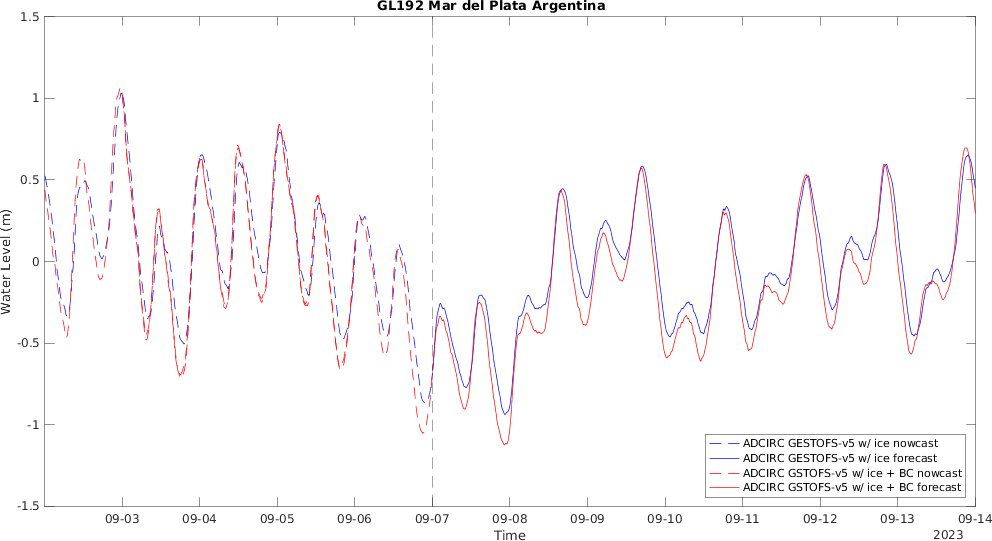 GL192 Mar del Plata Argentina
Water Level (m)
1.5
1
0.5
0
-0.5
-1
-1.5
09-03 09-04 09-05 09-06 09-07 09-08 09-09 09-10 09-11 09-12 09-13 09-14
Time
2023
ADCIRC GESTOFS-v5 w/ ice nowcast
ADCIRC GESTOFS-v5 w/ ice forecast
ADCIRC GSTOFS-v5 w/ ice + BC nowcast
ADCIRC GSTOFS-v5 w/ ice + BC forecast